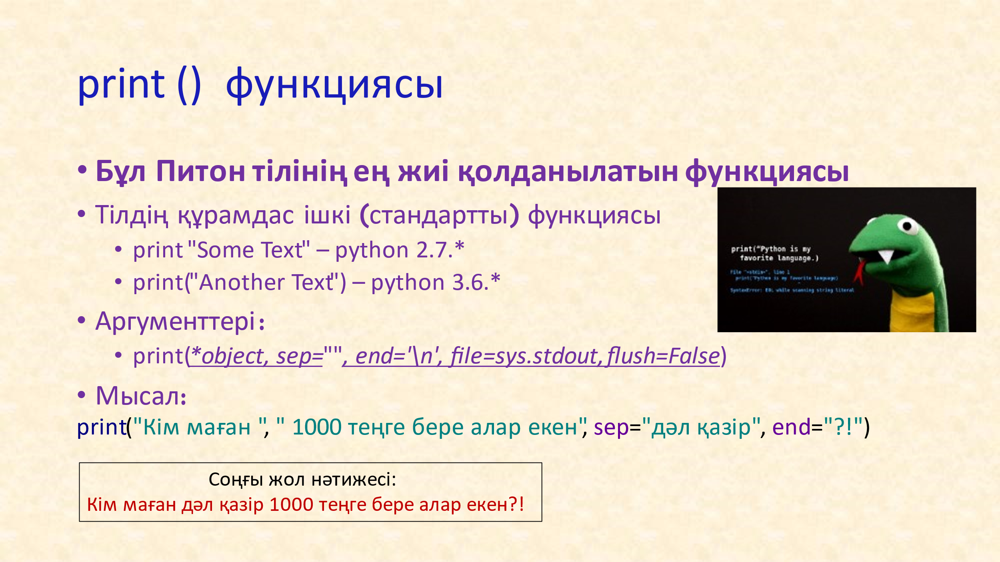 print () функциясы
• Бұл Питон тілінің ең жиі қолданылатын функциясы
• Тілдің құрамдас ішкі (стандартты) функциясы
• print "Some Text" – python 2.7.*
• print("Another Text") – python 3.6.*
print("Python is my
favorite language.)
File "<stdin>", line 1
print("Python is my favorite language)
^
SyntaxError: EOL while scanning string literal
• Аргументтері:
• print(*object, sep="", end='\n', file=sys.stdout, flush=False)
• Мысал:
print("Кім маған ", " 1000 теңге бере алар екен", sep="дәл қазір", end="?!")
Соңғы жол нәтижесі:
Кім маған дәл қазір 1000 теңге бере алар екен?!